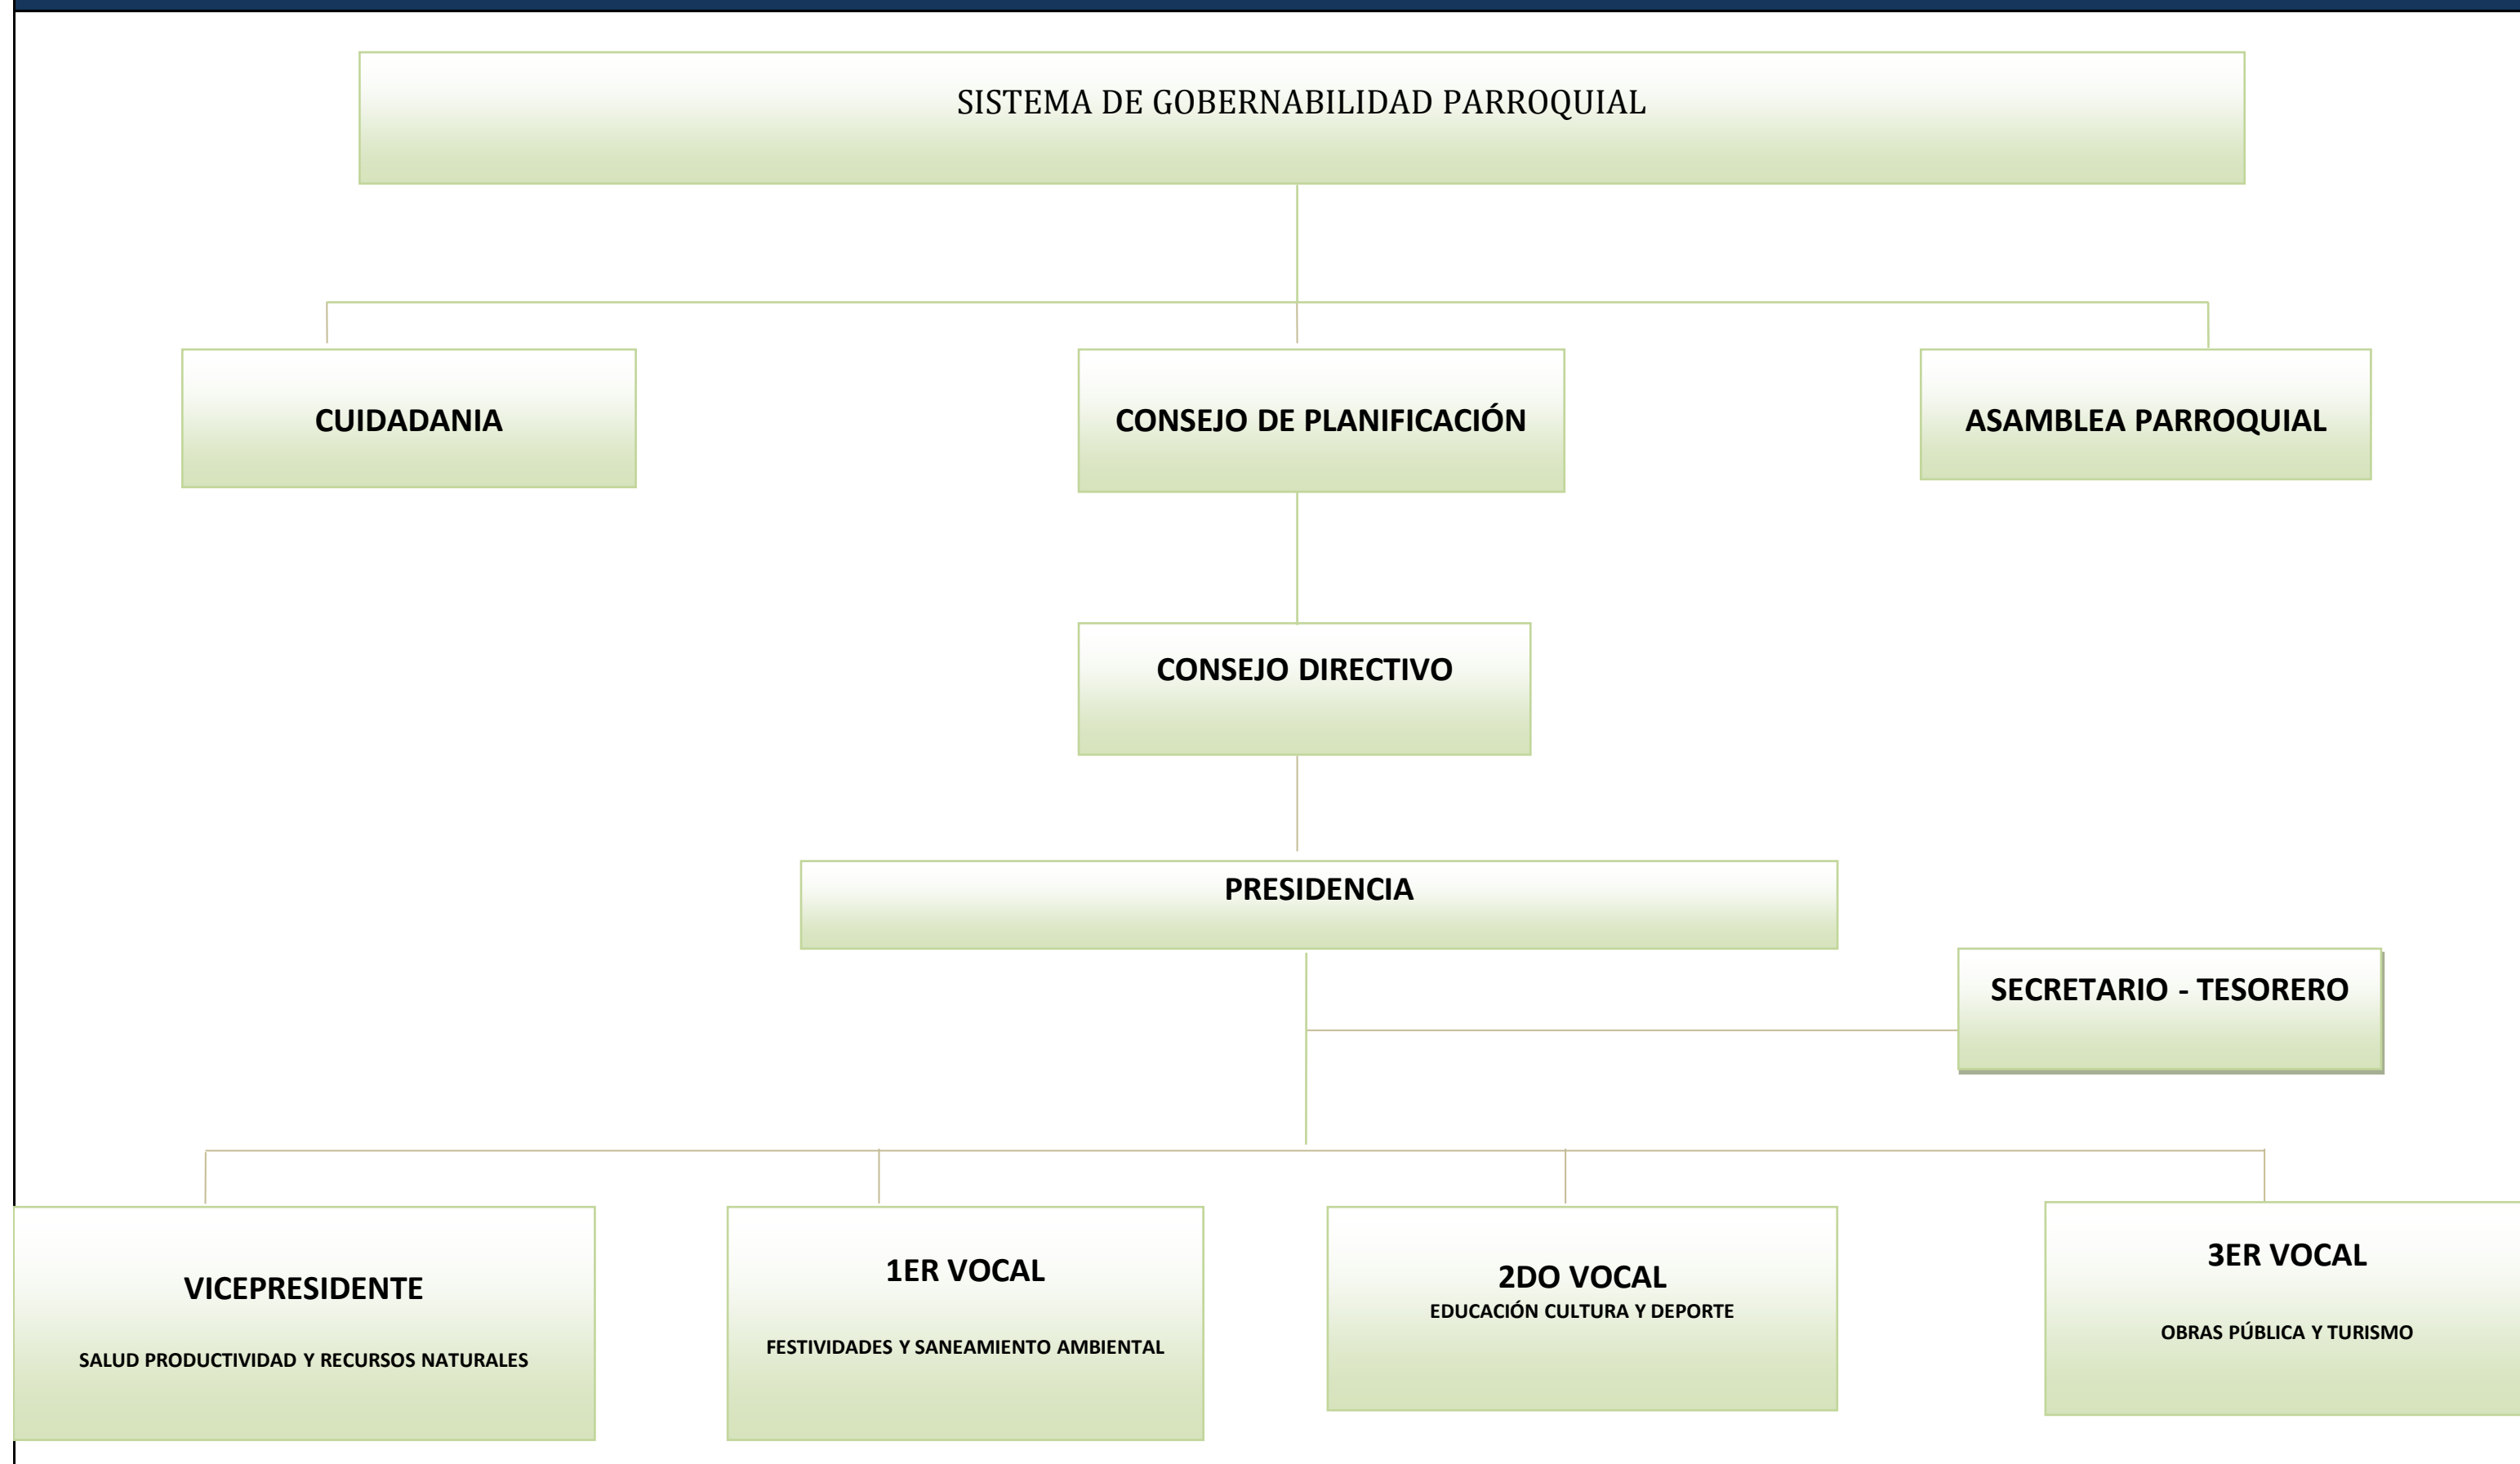 SISTEMA DE GOBERNABILIDAD PARROQUIAL
CUIDADANIA
CONSEJO DE PLANIFICACIÓN
ASAMBLEA PARROQUIAL
CONSEJO DIRECTIVO
PRESIDENCIA
SECRETARIO - TESORERO
VICEPRESIDENTE
SALUD PRODUCTIVIDAD Y RECURSOS NATURALES
1ER VOCAL
FESTIVIDADES Y SANEAMIENTO AMBIENTAL
2DO VOCAL
EDUCACIÓN CULTURA Y DEPORTE
3ER VOCAL
OBRAS PÚBLICA Y TURISMO